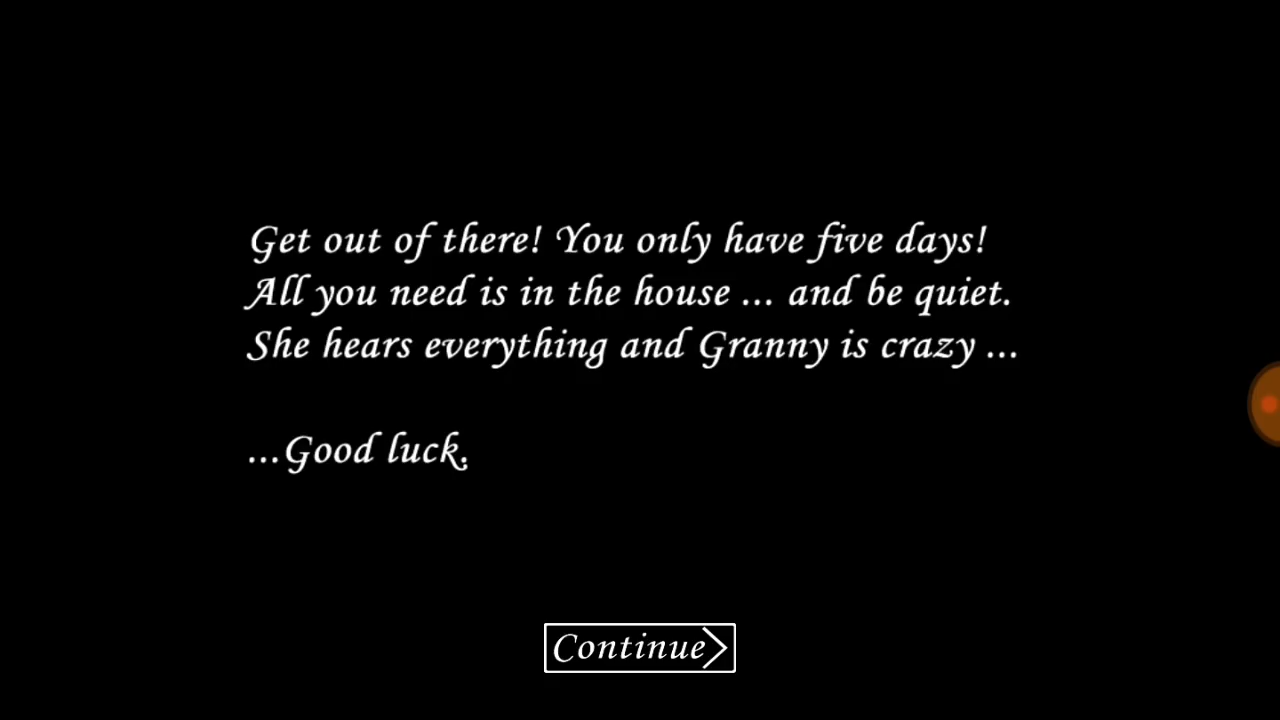 Get out of there! You only have five days!
All you need is in the house ... and be quiet.
She hears everything and Granny is crazy ...
...Good luck.
Continue